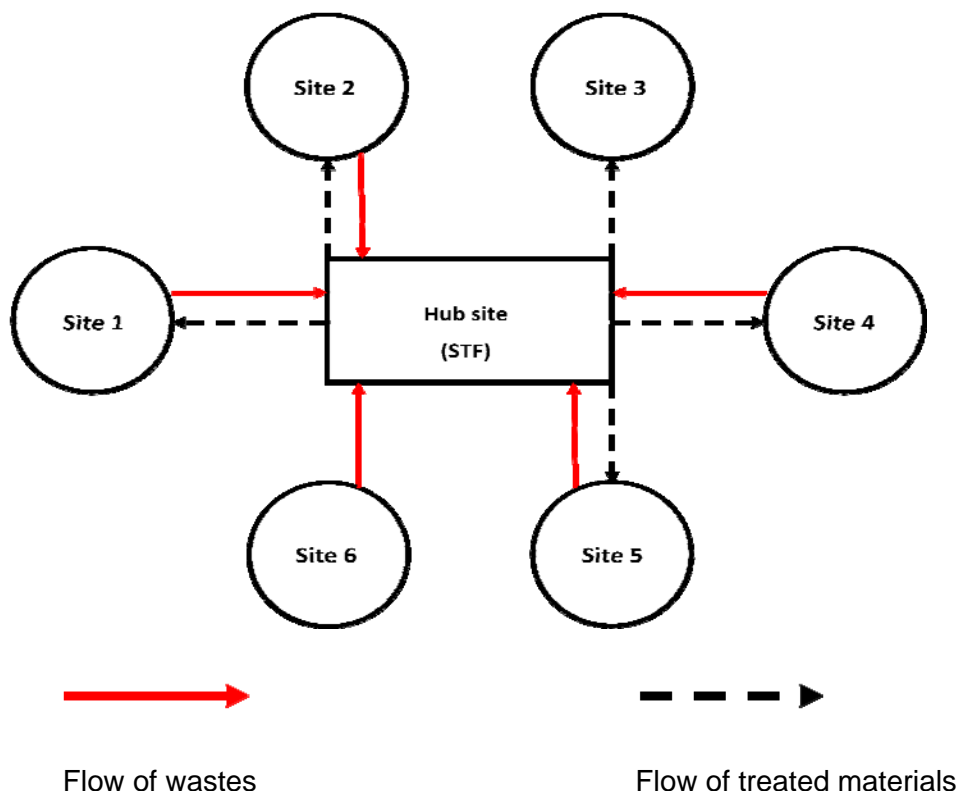 Site 2
Site 3
Site 1
Hub site
(STF)
Site 4
Site 6
Site 5
Flow of wastes
Flow of treated materials